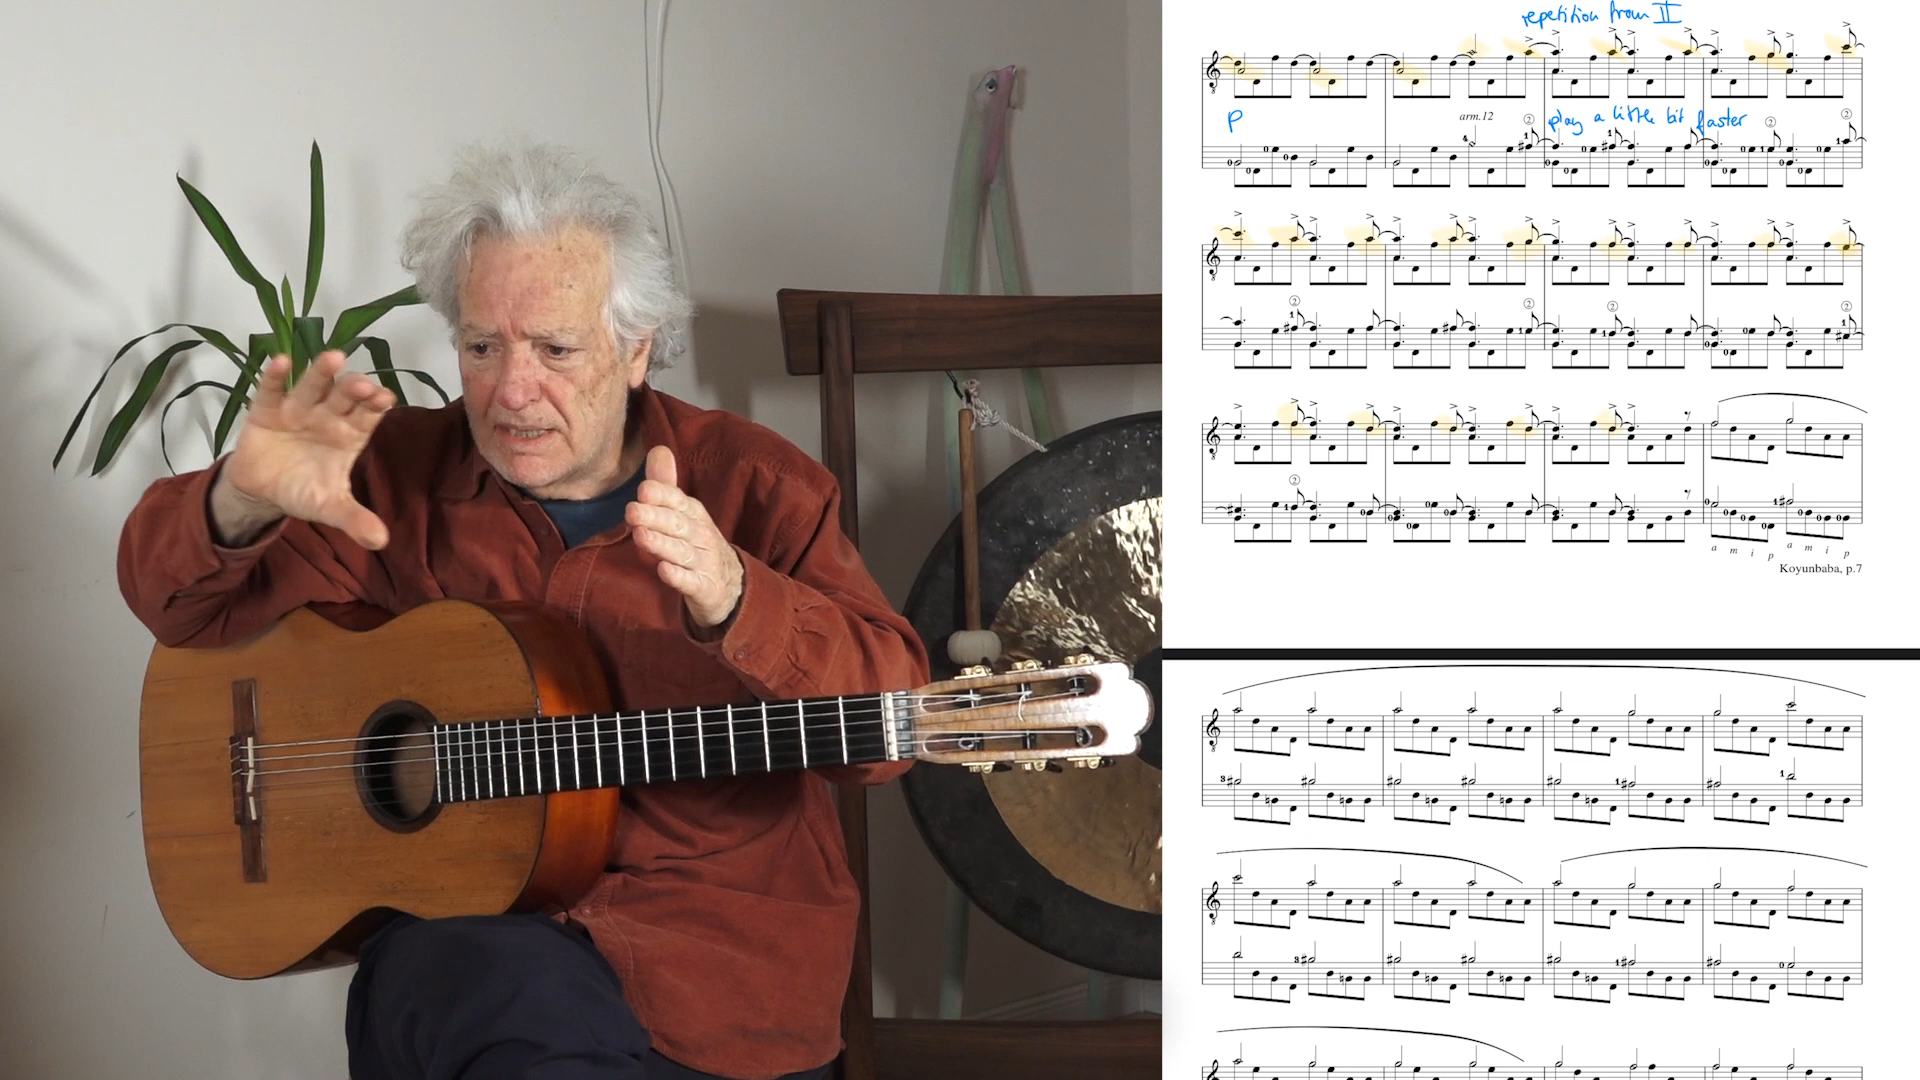 repetition from II
p
arm.12
play a little bit faster
a m i p a m i p
Koyunbaba, p.7